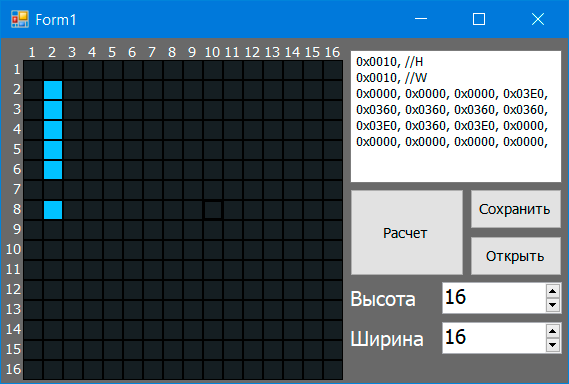 Form1
1 2 3 4 5 6 7 8 9 10 11 12 13 14 15 16
1
2
3
4
5
6
7
8
9
10
11
12
13
14
15
16
0x0010, //H
0x0010, //W
0x0000, 0x0000, 0x0000, 0x03E0,
0x0360, 0x0360, 0x0360, 0x0360,
0x03E0, 0x0360, 0x03E0, 0x0000,
0x0000, 0x0000, 0x0000, 0x0000,
Расчет
Сохранить
Открыть
Высота 16
Ширина 16